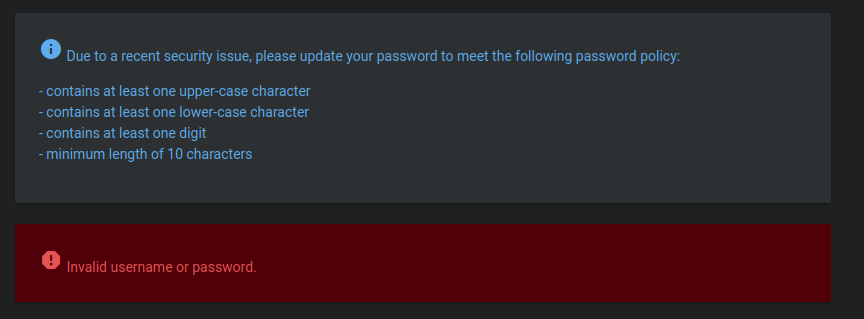 Due to a recent security issue, please update your password to meet the following password policy:
- contains at least one upper-case character
- contains at least one lower-case character
- contains at least one digit
- minimum length of 10 characters
Invalid username or password.